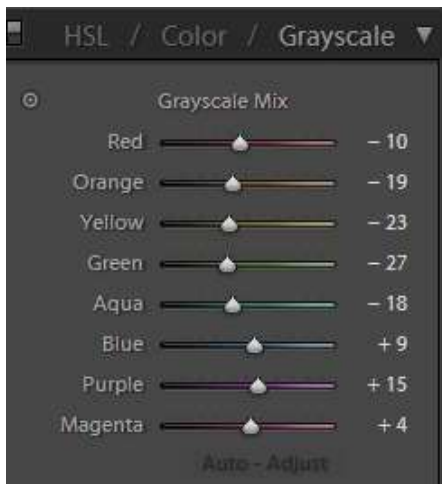 HSL / Color / Grayscale
Grayscale Mix
Red - 10
Orange - 19
Yellow - 23
Green - 27
Aqua - 18
Blue + 9
Purple + 15
Magenta + 4
Auto - Adjust